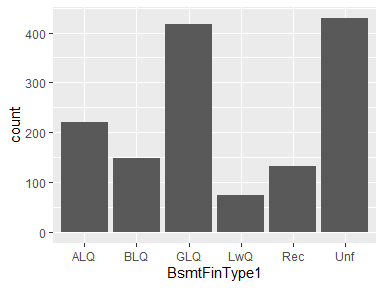 400
300
200
100
0
count
ALQ BLQ GLQ LwQ Rec Unf
BsmtFinType1